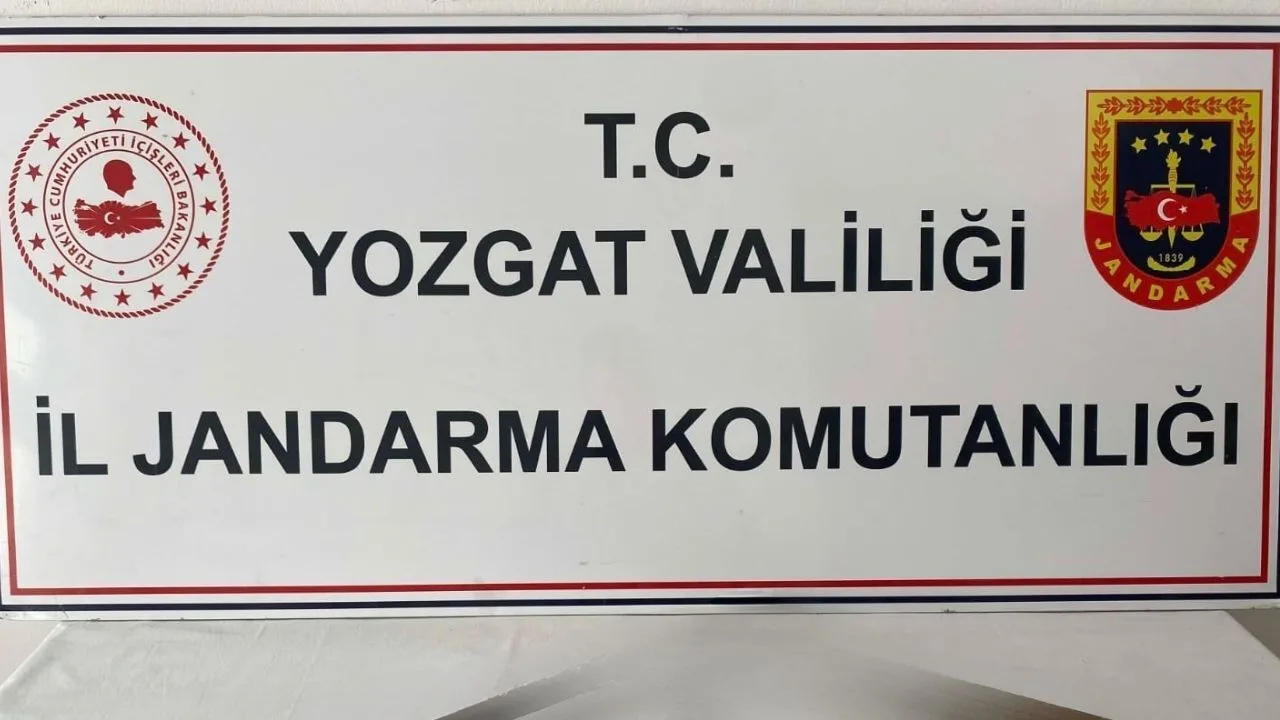 T.C.
YOZGAT VALİLİĞİ
İL JANDARMA KOMUTANLIĞI
TÜRKİYE CUMHURİYETİ İÇİŞLERİ BAKANLIĞI
1839
JANDARMA